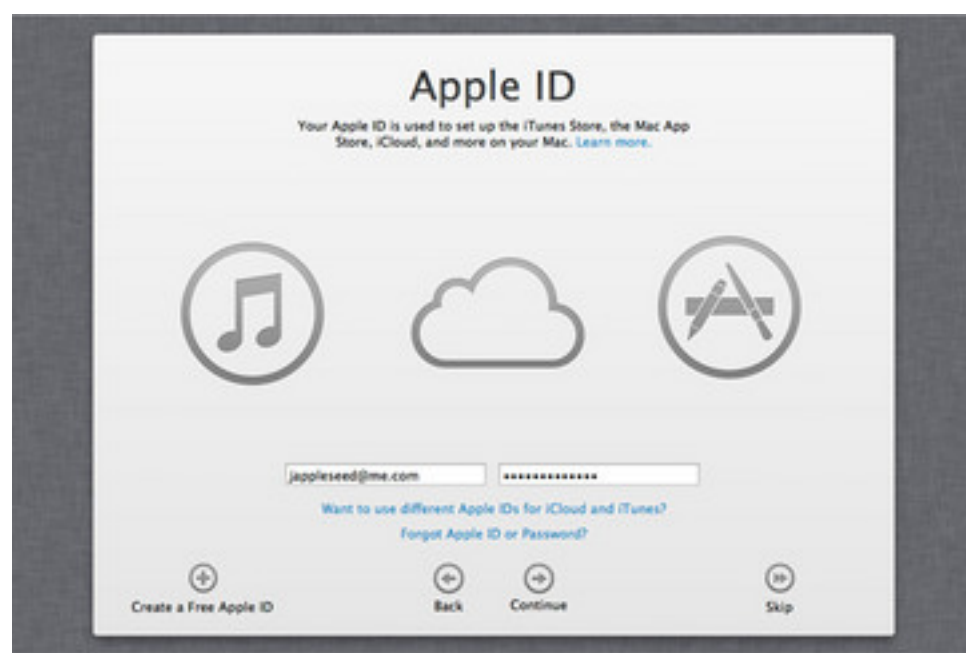 Apple ID
Your Apple ID is used to set up the iTunes Store, the Mac App
Store, iCloud, and more on your Mac. Learn more.
jappleseed@me.com •••••••••••••
Want to use different Apple IDs for iCloud and iTunes?
Forgot Apple ID or Password?
Create a Free Apple ID Back Continue Skip